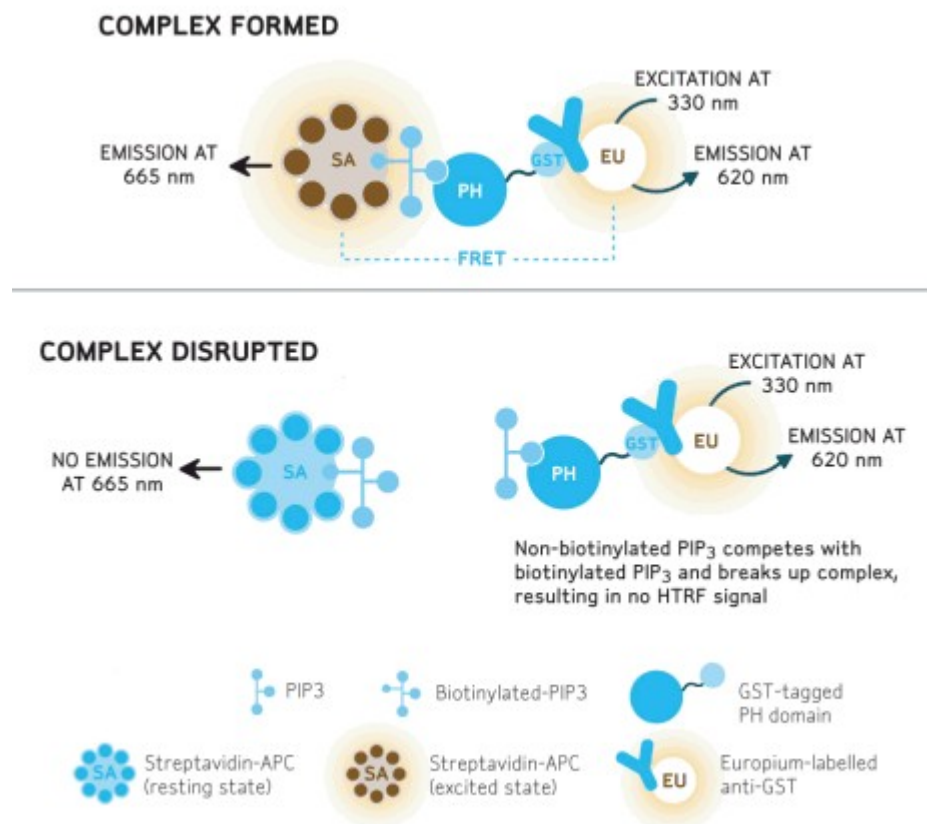 COMPLEX FORMED
EXCITATION AT
330 nm
EMISSION AT
665 nm
SA
PH
GST
EU
EMISSION AT
620 nm
FRET
COMPLEX DISRUPTED
EXCITATION AT
330 nm
NO EMISSION
AT 665 nm
SA
PH
GST
EU
EMISSION AT
620 nm
Non-biotinylated PIP₃ competes with
biotinylated PIP₃ and breaks up complex,
resulting in no HTRF signal
PIP3
Biotinylated-PIP3
GST-tagged
PH domain
SA
Streptavidin-APC
(resting state)
SA
Streptavidin-APC
(excited state)
EU
Europium-labelled
anti-GST